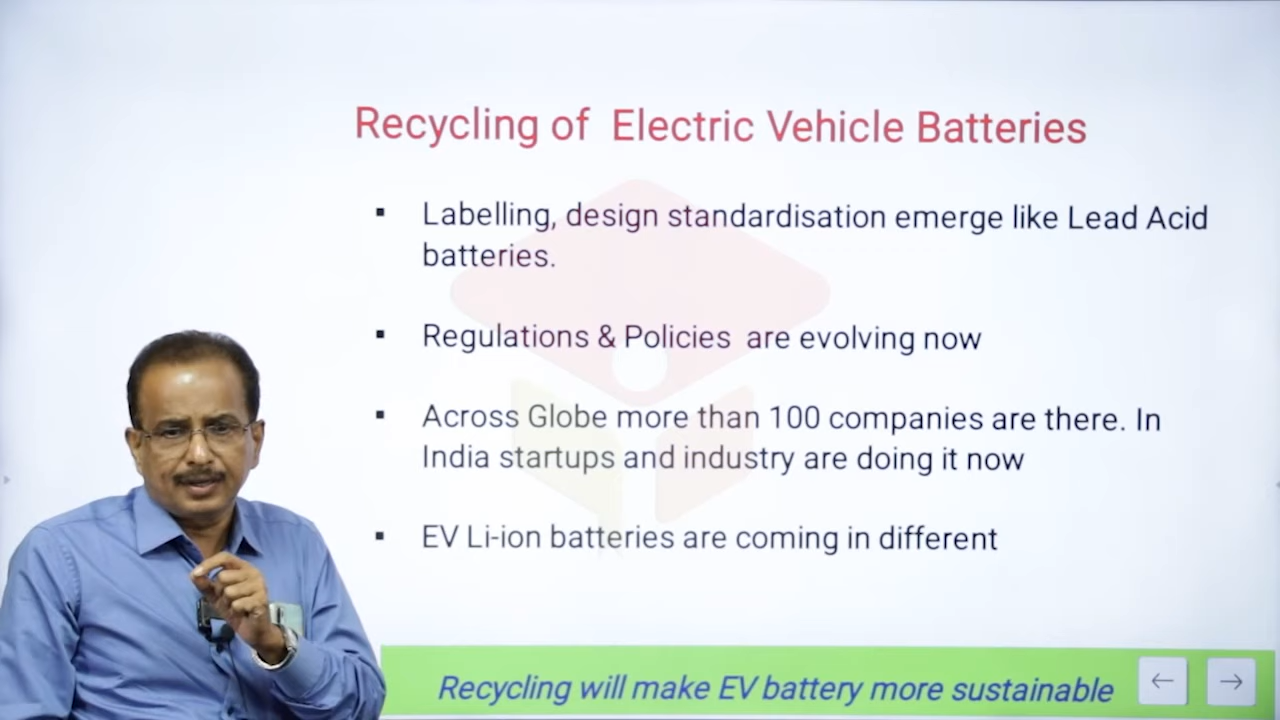 Recycling of Electric Vehicle Batteries
▪ Labelling, design standardisation emerge like Lead Acid
batteries.
▪ Regulations & Policies are evolving now
▪ Across Globe more than 100 companies are there. In
India startups and industry are doing it now
▪ EV Li-ion batteries are coming in different
Recycling will make EV battery more sustainable